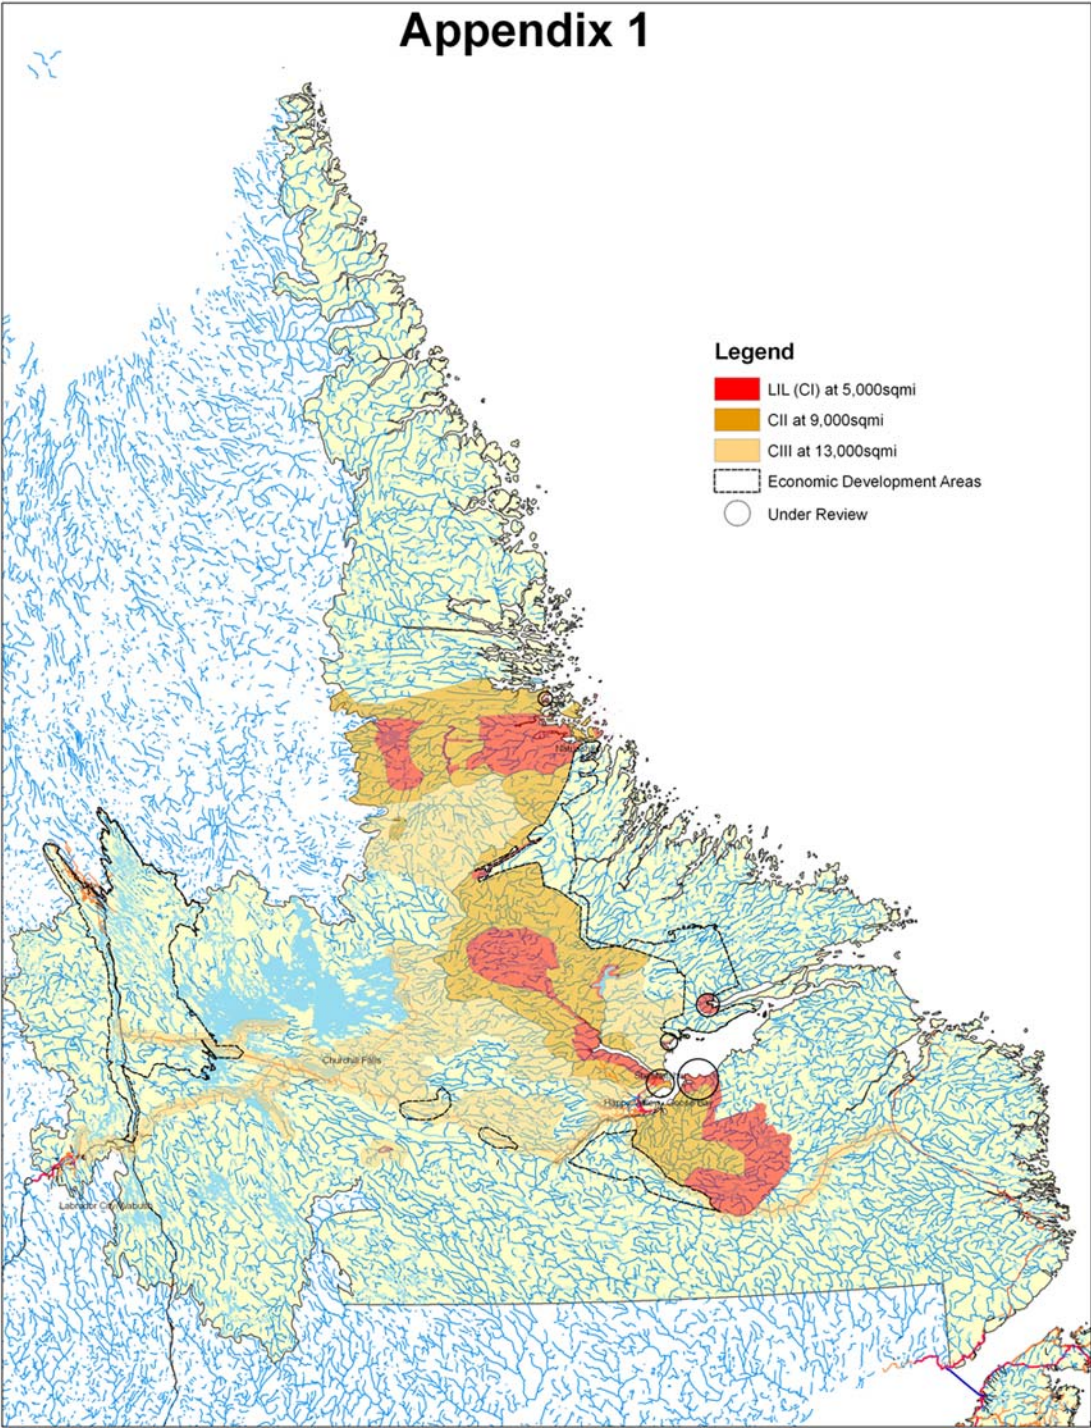 Appendix 1
Legend
LIL (CI) at 5,000sqmi
CII at 9,000sqmi
CIII at 13,000sqmi
Economic Development Areas
Under Review
Churchill Falls